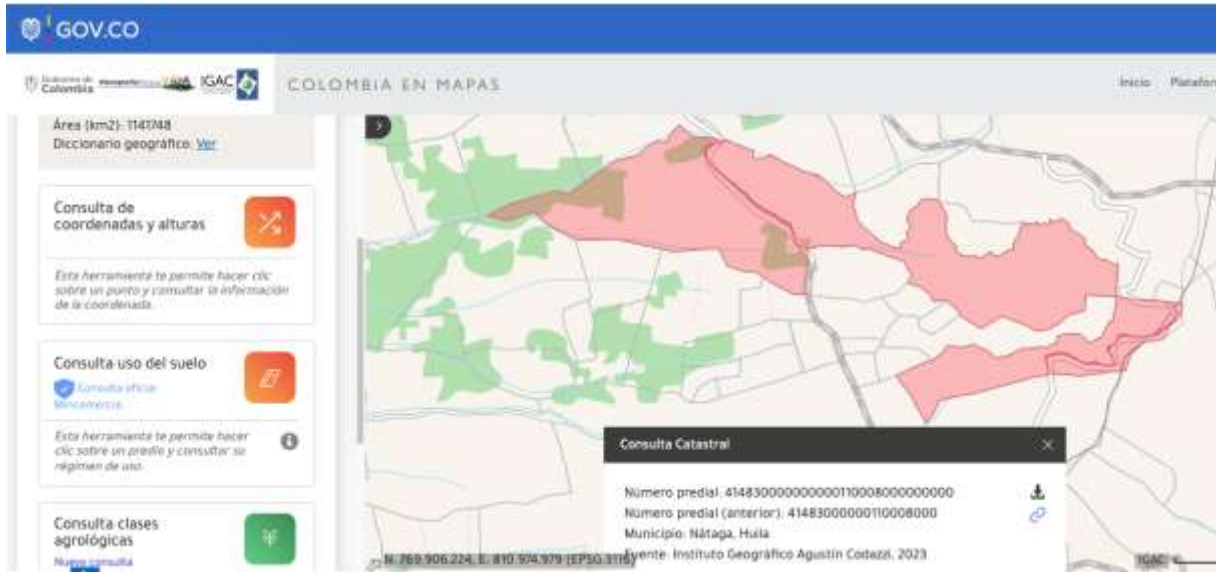 GOV.CO
Gobierno de
Colombia
IGAC
COLOMBIA EN MAPAS
Inicio
Área (km2): 1141748
Diccionario geográfico: Ver
Consulta de
coordenadas y alturas
Esta herramienta te permite hacer clic
sobre un punto y consultar la información
de la coordenada.
Consulta uso del suelo
Consulta oficial
Mincomercio
Esta herramienta te permite hacer
clic sobre un predio y consultar su
régimen de uso.
Consulta clases
agrológicas
Nueva consulta
Consulta Catastral
Número predial: 414830000000000110008000000000
Número predial (anterior): 41483000000110008000
Municipio: Nátaga, Huila
Fuente: Instituto Geográfico Agustín Codazzi, 2023
N. 769 906.224, E. 810 974.979 (EPSG:3116)
IGAC